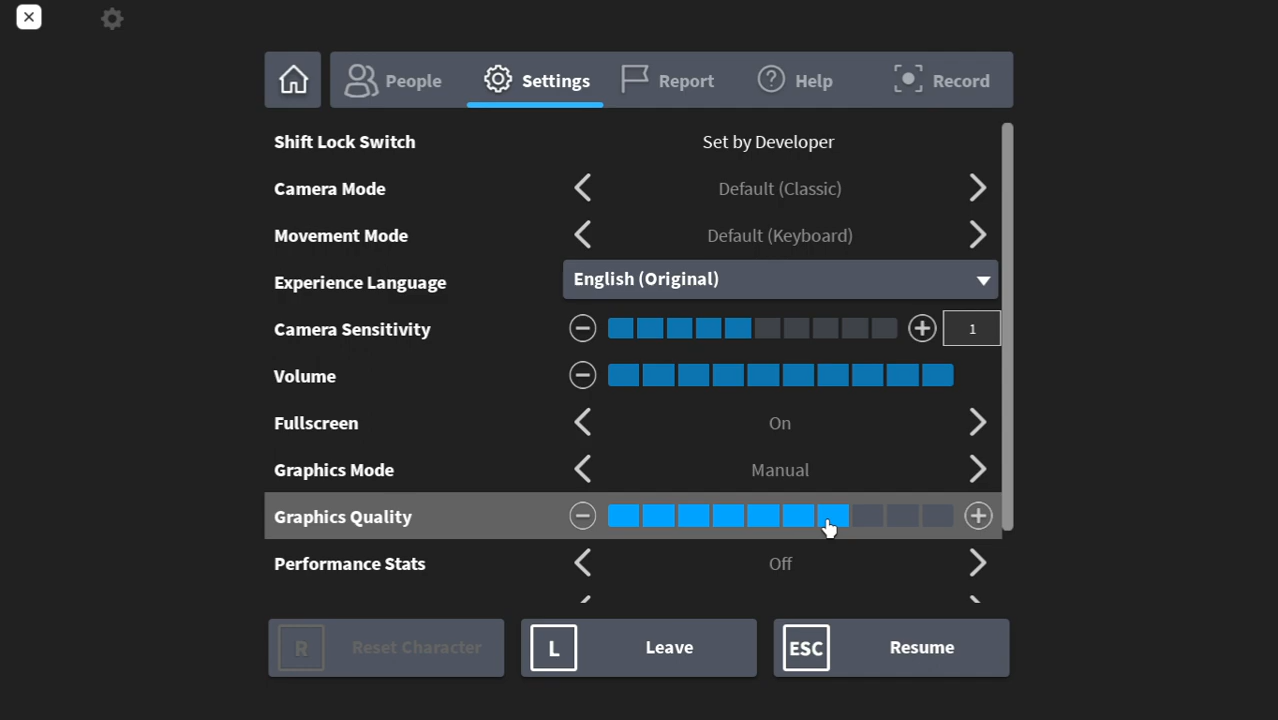 People Settings Report Help Record
Shift Lock Switch Set by Developer
Camera Mode Default (Classic)
Movement Mode Default (Keyboard)
Experience Language English (Original)
Camera Sensitivity 1
Volume
Fullscreen On
Graphics Mode Manual
Graphics Quality
Performance Stats Off
R Reset Character L Leave ESC Resume